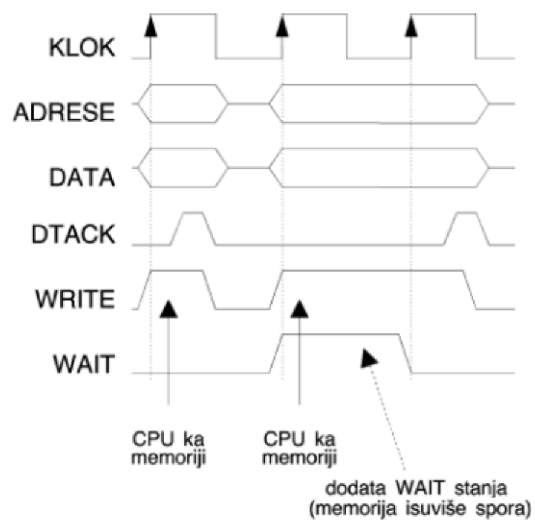 KLOK
ADRESE
DATA
DTACK
WRITE
WAIT
CPU ka
memoriji
CPU ka
memoriji
dodata WAIT stanja
(memorija isuviše spora)